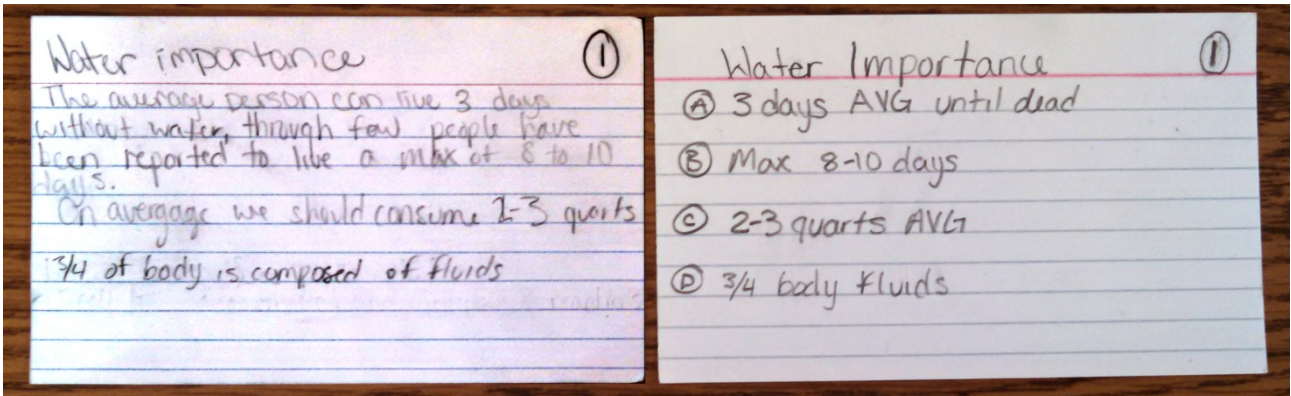 Water importance ①
The average person can live 3 days
without water, through few people have
been reported to live a max of 8 to 10
days.
On avergage we should consume 2-3 quarts
3/4 of body is composed of fluids
Water Importance ①
Ⓐ 3 days AVG until dead
Ⓑ Max 8-10 days
Ⓒ 2-3 quarts AVG
Ⓓ 3/4 body fluids